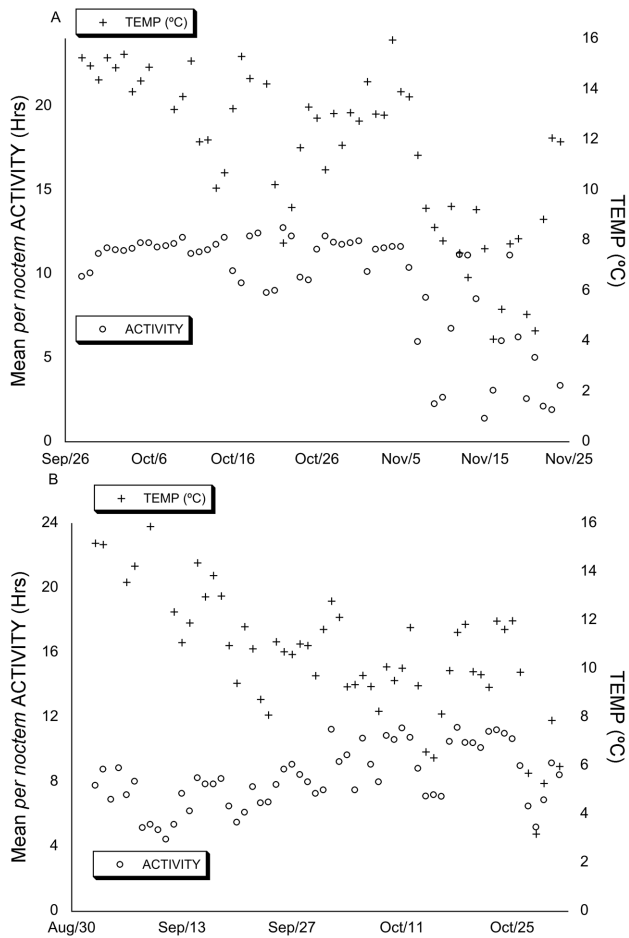 A
+ TEMP (ºC)
Mean per noctem ACTIVITY (Hrs)
20
15
10
5
0
16
14
12
10
8
6
4
2
0
TEMP (ºC)
ACTIVITY
Sep/26 Oct/6 Oct/16 Oct/26 Nov/5 Nov/15 Nov/25
B
+ TEMP (ºC)
Mean per noctem ACTIVITY (Hrs)
24
20
16
12
8
4
0
16
14
12
10
8
6
4
2
0
TEMP (ºC)
ACTIVITY
Aug/30 Sep/13 Sep/27 Oct/11 Oct/25